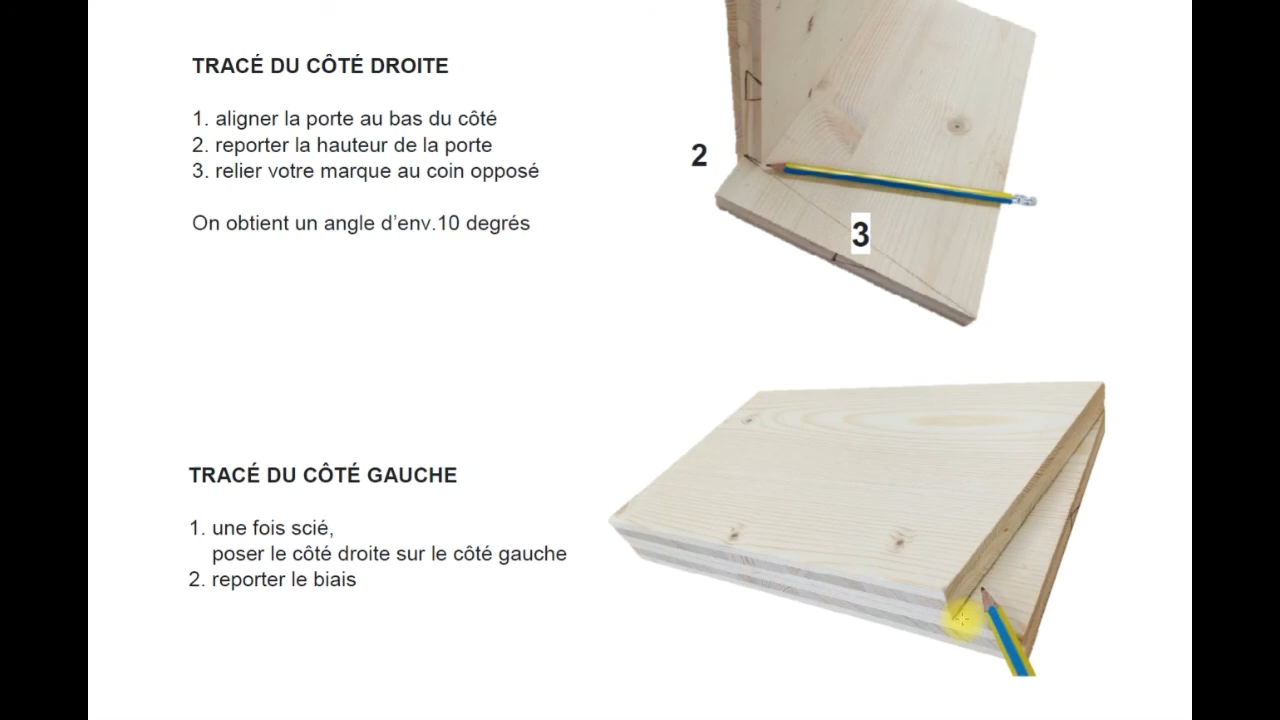 TRACÉ DU CÔTÉ DROITE
1. aligner la porte au bas du côté
2. reporter la hauteur de la porte
3. relier votre marque au coin opposé
On obtient un angle d’env.10 degrés
2
3
TRACÉ DU CÔTÉ GAUCHE
1. une fois scié,
poser le côté droite sur le côté gauche
2. reporter le biais